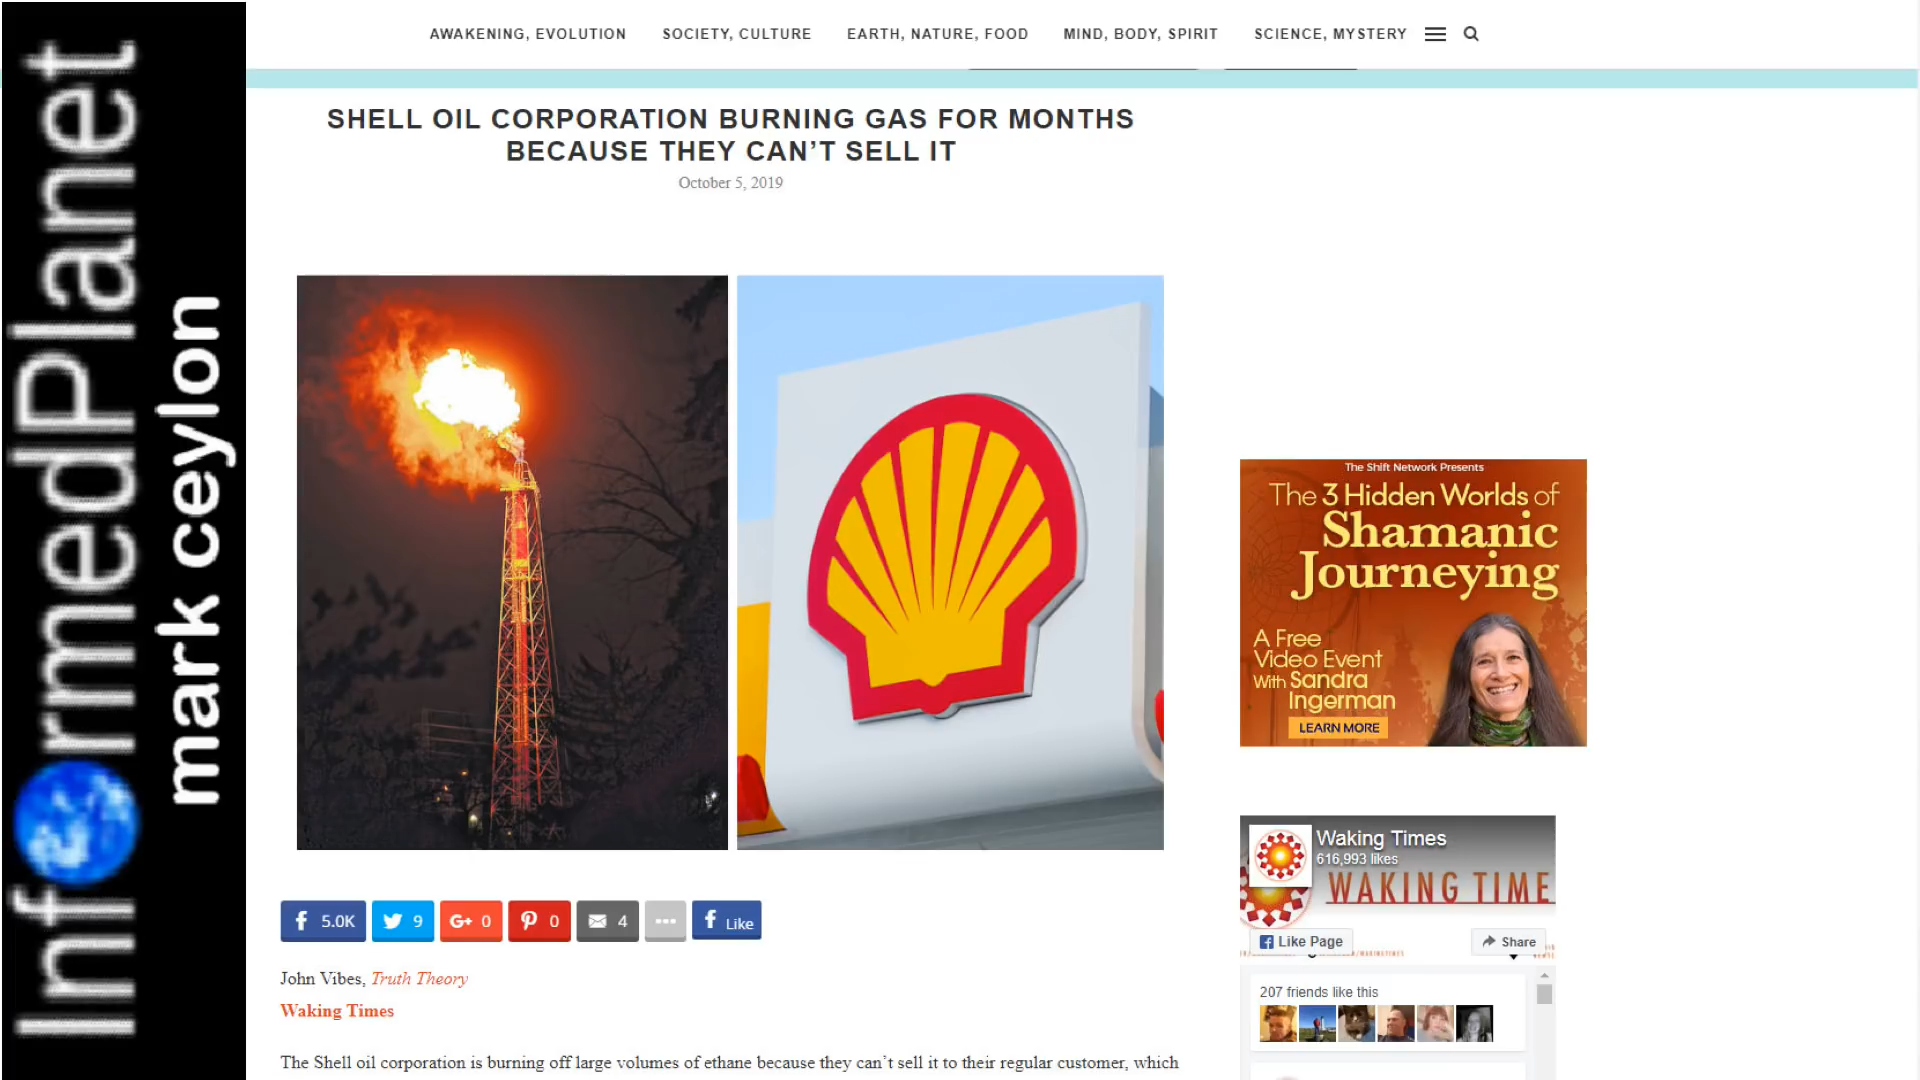 InformedPlanet
mark ceylon
AWAKENING, EVOLUTION SOCIETY, CULTURE EARTH, NATURE, FOOD MIND, BODY, SPIRIT SCIENCE, MYSTERY
SHELL OIL CORPORATION BURNING GAS FOR MONTHS
BECAUSE THEY CAN’T SELL IT
October 5, 2019
The Shift Network Presents
The 3 Hidden Worlds of
Shamanic
Journeying
A Free
Video Event
With Sandra
Ingerman
LEARN MORE
Waking Times
616,993 likes
WAKING TIME
Like Page
Share
207 friends like this
5.0K 9 G+ 0 0 4 Like
John Vibes, Truth Theory
Waking Times
The Shell oil corporation is burning off large volumes of ethane because they can’t sell it to their regular customer, which